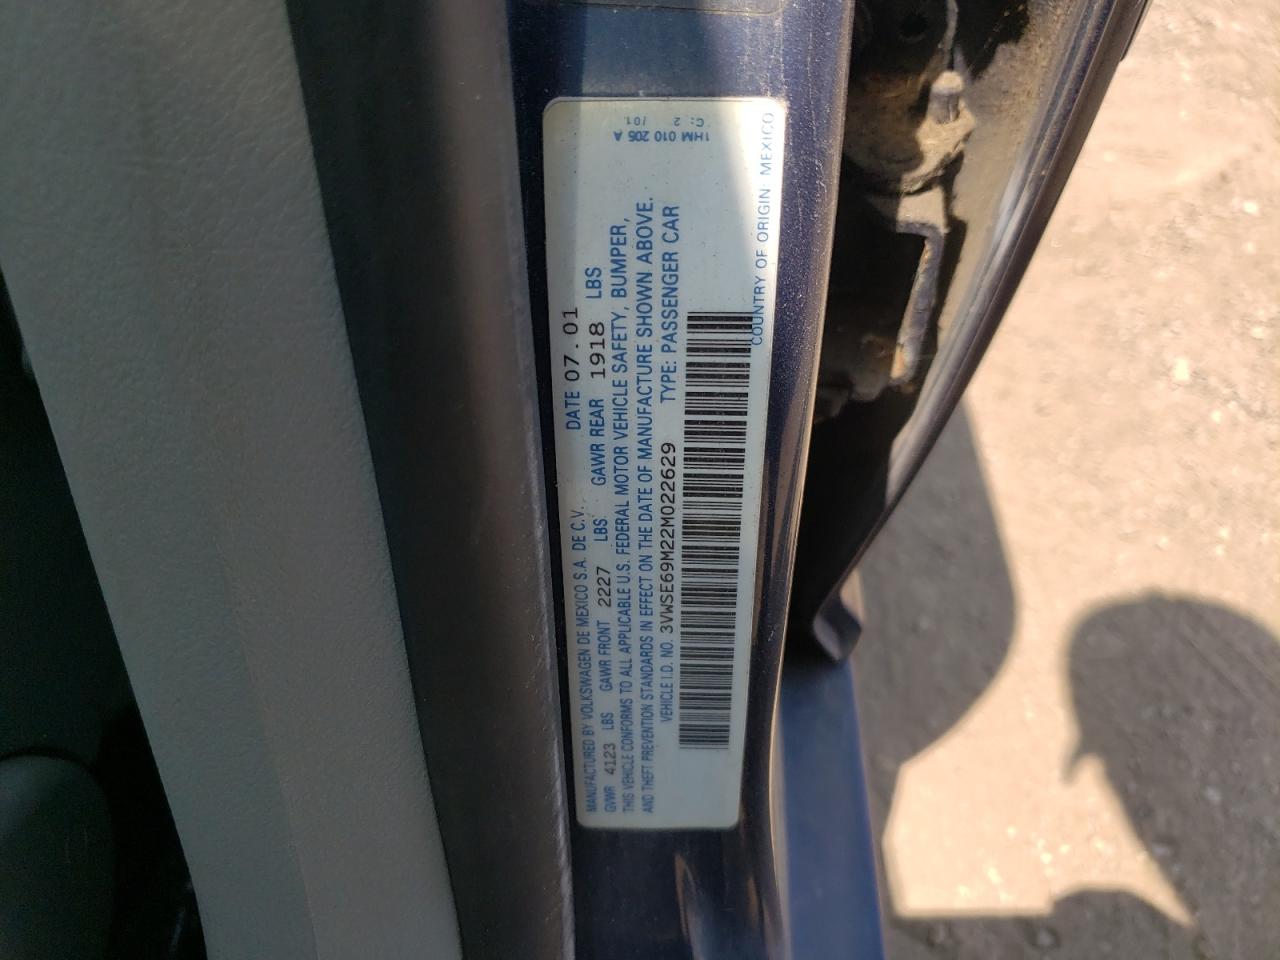 MANUFACTURED BY VOLKSWAGEN DE MEXICO S.A. DE C.V. DATE 07.01
GVWR 4123 LBS GAWR FRONT 2227 LBS GAWR REAR 1918 LBS
THIS VEHICLE CONFORMS TO ALL APPLICABLE U.S. FEDERAL MOTOR VEHICLE SAFETY, BUMPER,
AND THEFT PREVENTION STANDARDS IN EFFECT ON THE DATE OF MANUFACTURE SHOWN ABOVE.
VEHICLE I.D. NO. 3VWSE69M22M022629 TYPE: PASSENGER CAR
COUNTRY OF ORIGIN: MEXICO
1HM 010 205 A
C: 2 /01